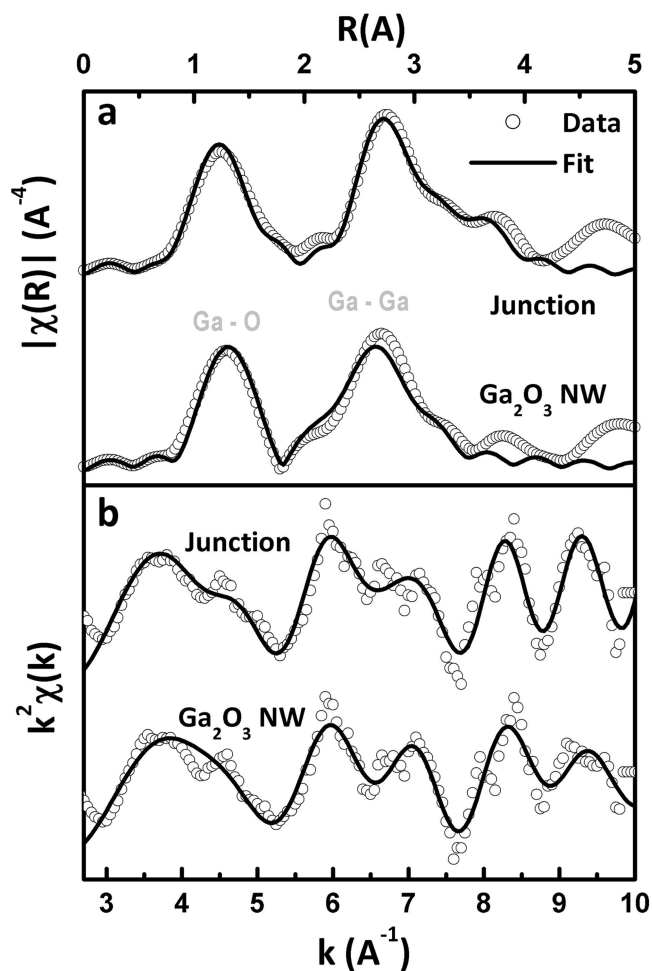 R(A)
0 1 2 3 4 5
a
Data
Fit
|χ(R)| (A⁻⁴)
Ga - O
Ga - Ga
Junction
Ga₂O₃ NW
b
Junction
k² χ(k)
Ga₂O₃ NW
3 4 5 6 7 8 9 10
k (A⁻¹)